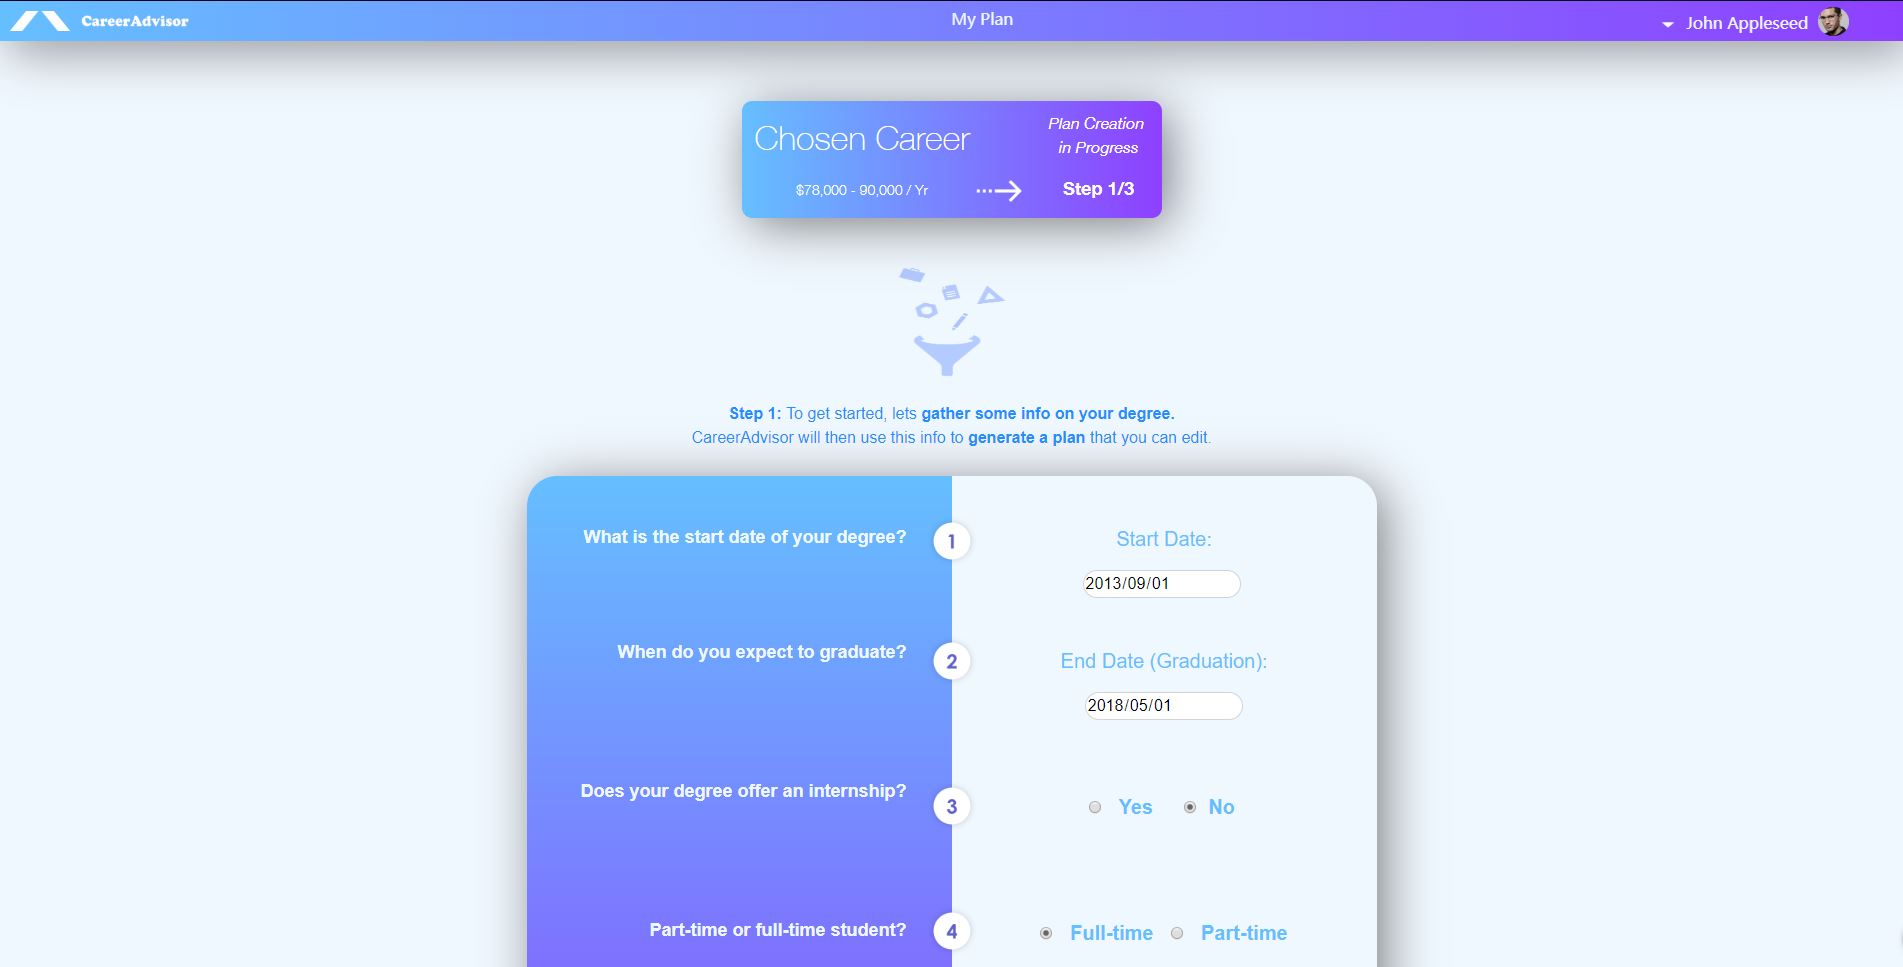 CareerAdvisor
My Plan
John Appleseed
Chosen Career
Plan Creation
in Progress
$78,000 - 90,000 / Yr
Step 1/3
Step 1: To get started, lets gather some info on your degree.
CareerAdvisor will then use this info to generate a plan that you can edit.
What is the start date of your degree?
1
Start Date:
2013/09/01
When do you expect to graduate?
2
End Date (Graduation):
2018/05/01
Does your degree offer an internship?
3
Yes
No
Part-time or full-time student?
4
Full-time
Part-time